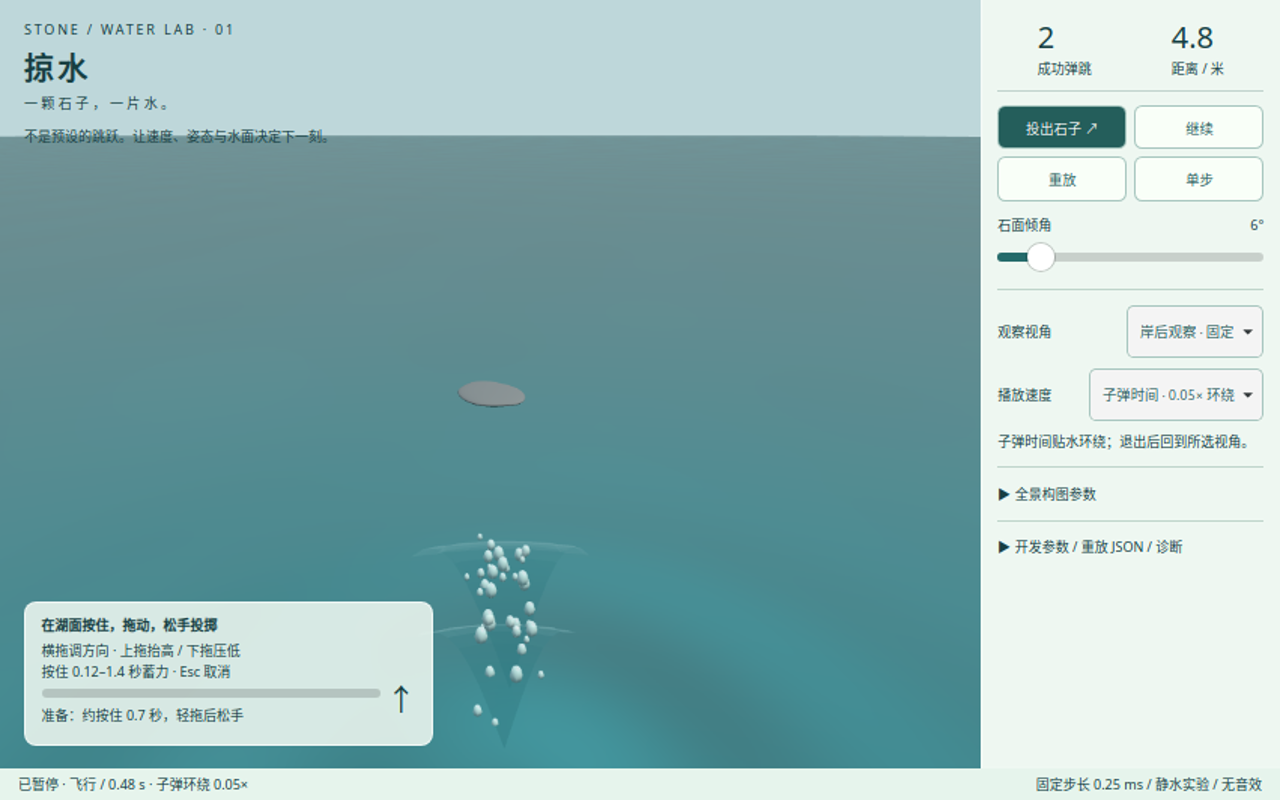 STONE / WATER LAB · 01
掠水
一颗石子，一片水。
不是预设的跳跃。让速度、姿态与水面决定下一刻。
2
成功弹跳
4.8
距离 / 米
投出石子 ↗
继续
重放
单步
石面倾角
6°
观察视角
岸后观察 · 固定
播放速度
子弹时间 · 0.05× 环绕
子弹时间贴水环绕；退出后回到所选视角。
▶ 全景构图参数
▶ 开发参数 / 重放 JSON / 诊断
在湖面按住，拖动，松手投掷
横拖调方向 · 上拖抬高 / 下拖压低
按住 0.12–1.4 秒蓄力 · Esc 取消
↑
准备：约按住 0.7 秒，轻拖后松手
已暂停 · 飞行 / 0.48 s · 子弹环绕 0.05×
固定步长 0.25 ms / 静水实验 / 无音效